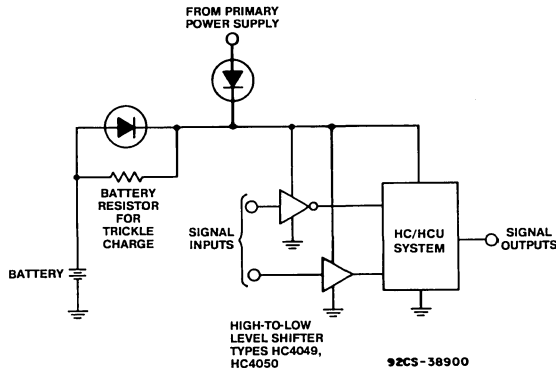 FROM PRIMARY
POWER SUPPLY
BATTERY
RESISTOR
FOR
TRICKLE
CHARGE
SIGNAL
INPUTS
HC/HCU
SYSTEM
SIGNAL
OUTPUTS
BATTERY
HIGH-TO-LOW
LEVEL SHIFTER
TYPES HC4049,
HC4050
92CS-38900